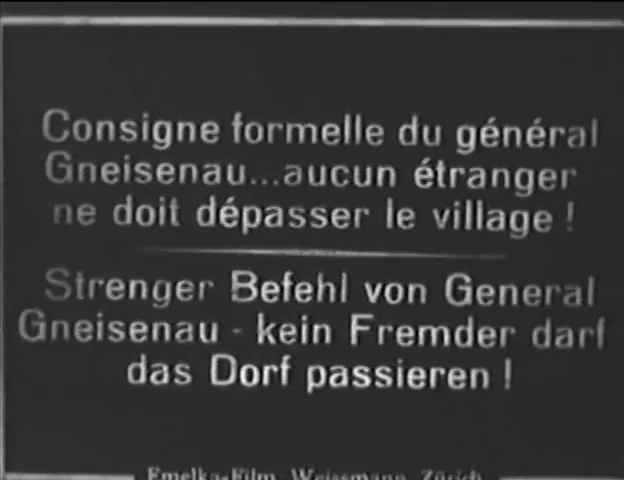 Consigne formelle du général
Gneisenau...aucun étranger
ne doit dépasser le village !
Strenger Befehl von General
Gneisenau - kein Fremder darf
das Dorf passieren !
Emelka-Film Weissmann Zürich